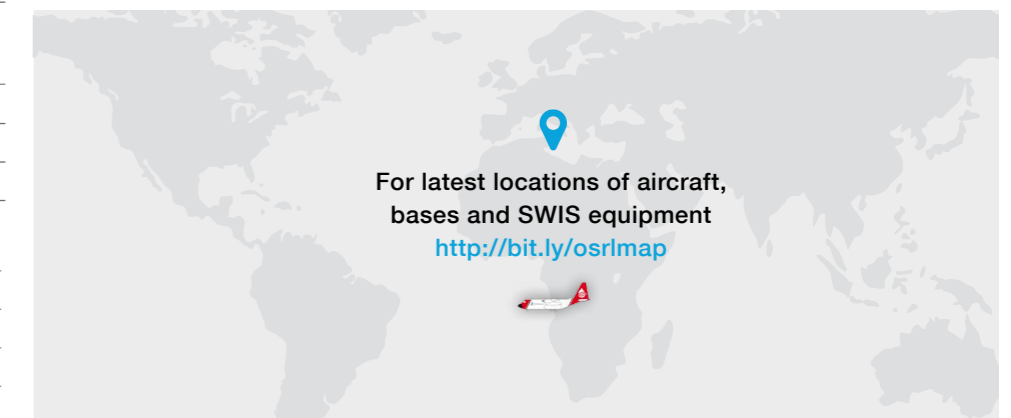 For latest locations of aircraft,
bases and SWIS equipment
http://bit.ly/osrlmap